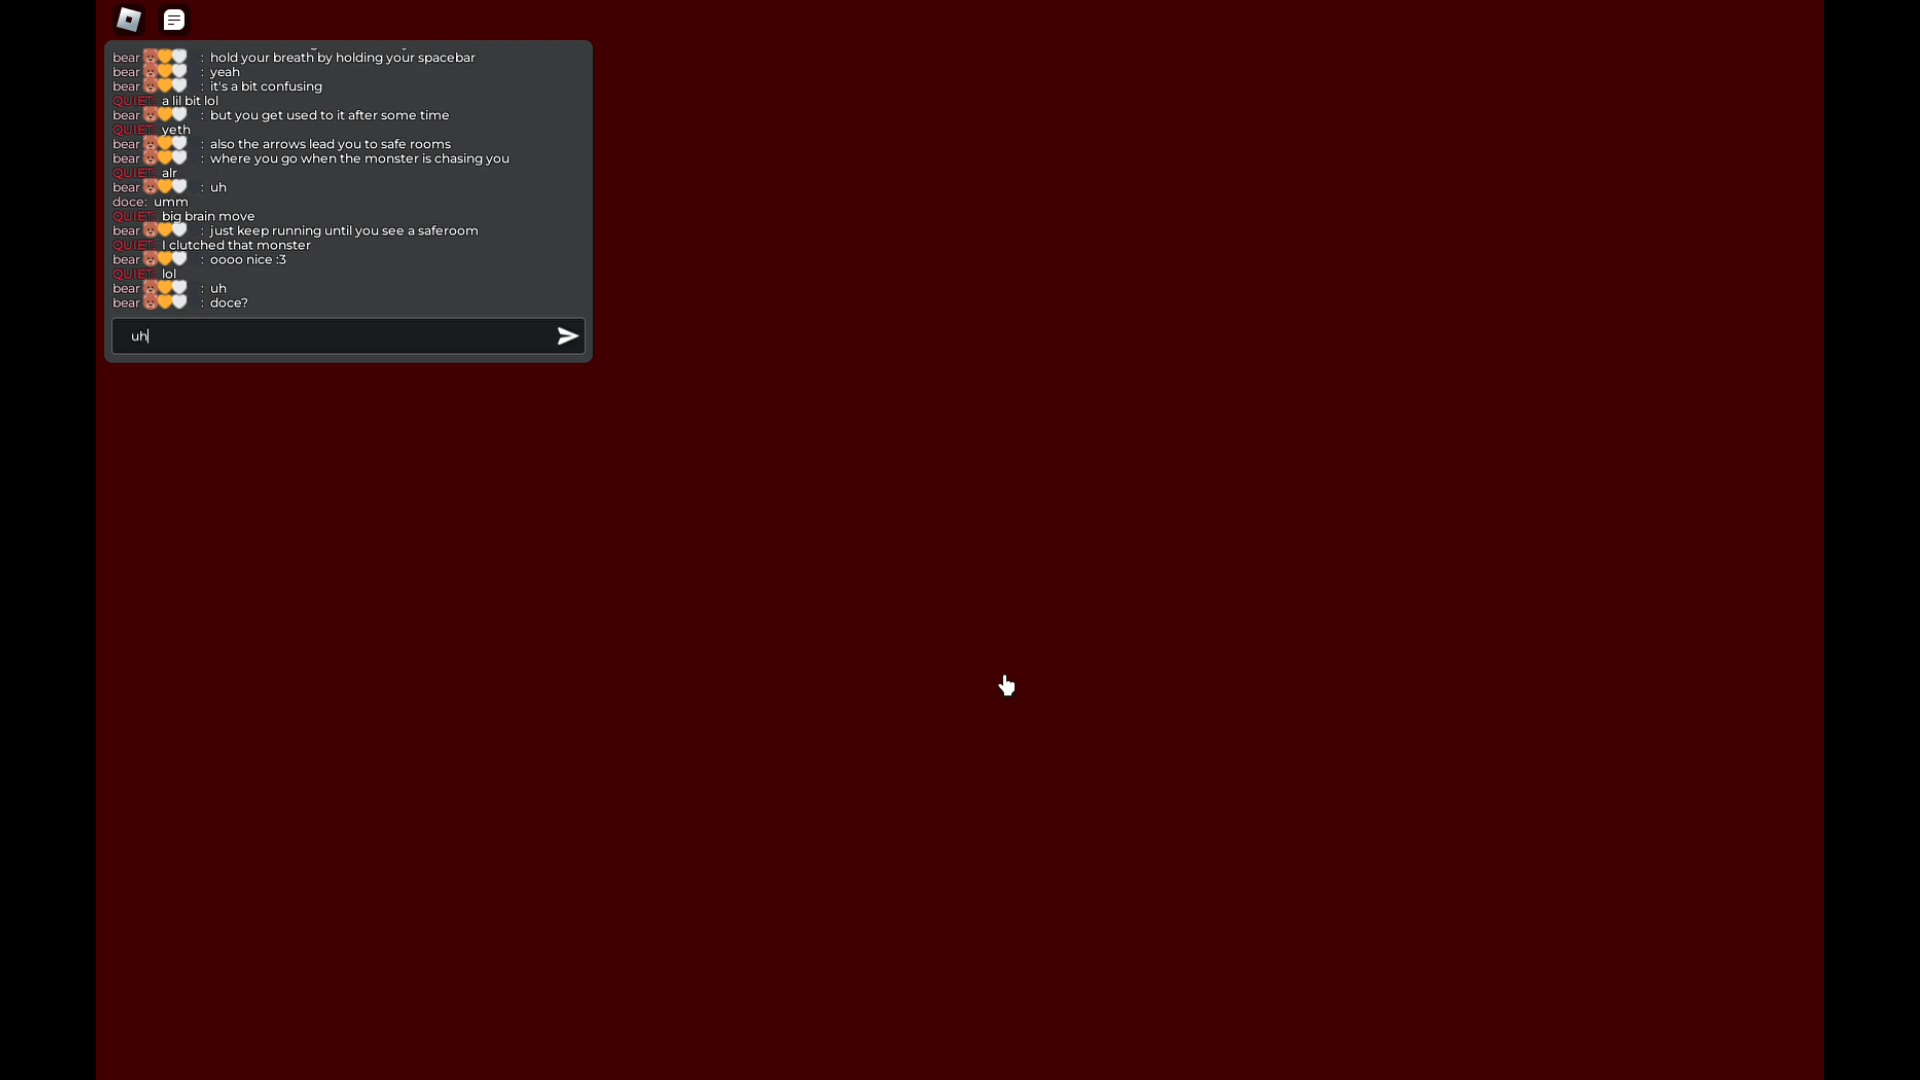 bear 🐻🧡🤍 : hold your breath by holding your spacebar
bear 🐻🧡🤍 : yeah
bear 🐻🧡🤍 : it's a bit confusing
QUIET: a lil bit lol
bear 🐻🧡🤍 : but you get used to it after some time
QUIET: yeth
bear 🐻🧡🤍 : also the arrows lead you to safe rooms
bear 🐻🧡🤍 : where you go when the monster is chasing you
QUIET: alr
bear 🐻🧡🤍 : uh
doce: umm
QUIET: big brain move
bear 🐻🧡🤍 : just keep running until you see a saferoom
QUIET: I clutched that monster
bear 🐻🧡🤍 : oooo nice :3
QUIET: lol
bear 🐻🧡🤍 : uh
bear 🐻🧡🤍 : doce?
uh